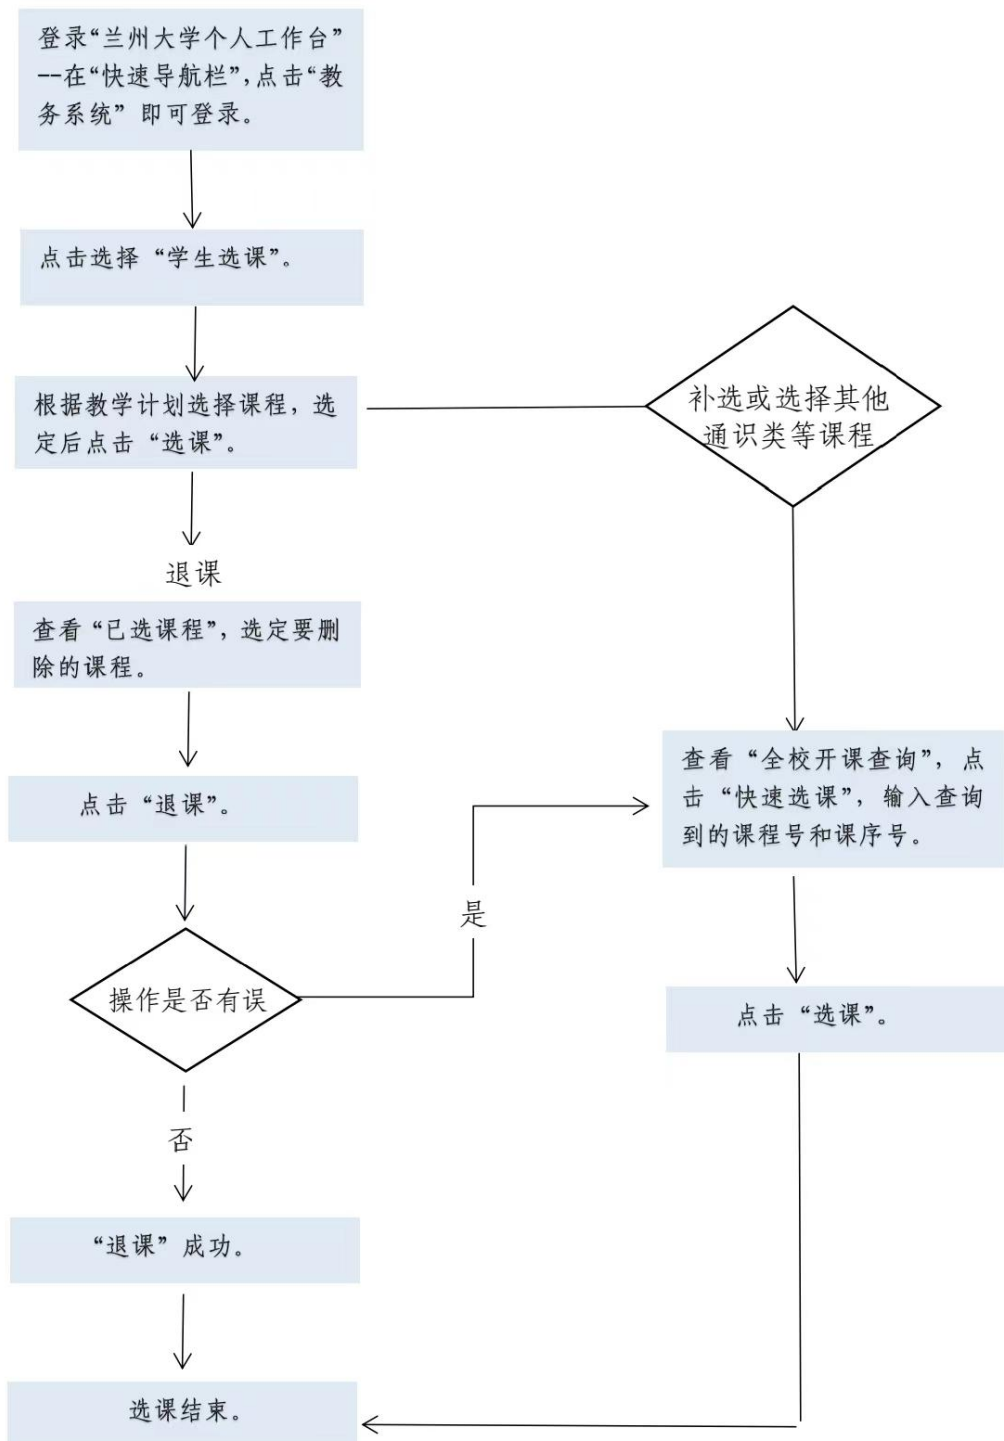 登录“兰州大学个人工作台”
--在“快速导航栏”,点击“教
务系统” 即可登录。
点击选择“学生选课”。
根据教学计划选择课程，选
定后点击“选课”。
补选或选择其他
通识类等课程
退课
查看“已选课程”，选定要删
除的课程。
点击“退课”。
查看“全校开课查询”，点
击“快速选课”，输入查询
到的课程号和课序号。
是
操作是否有误
点击“选课”。
否
“退课”成功。
选课结束。